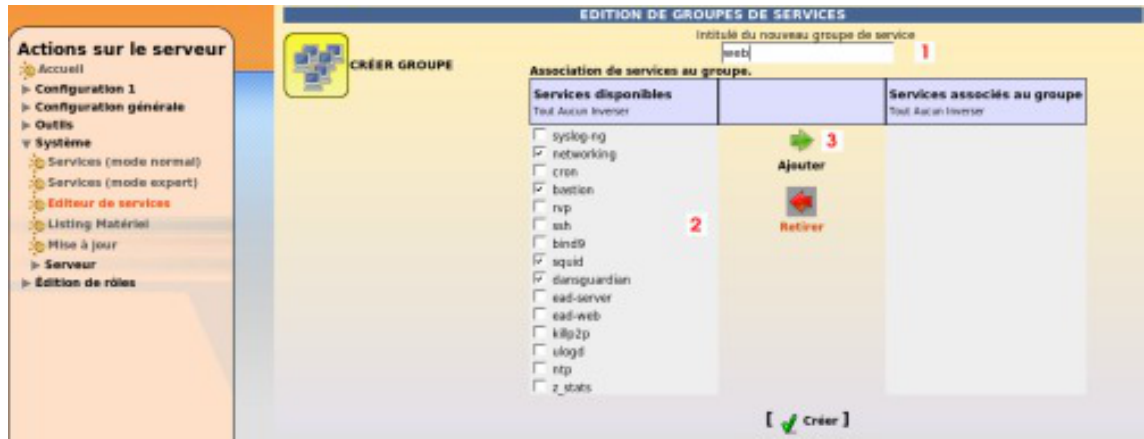 EDITION DE GROUPES DE SERVICES
Actions sur le serveur
Accueil
Configuration 1
Configuration générale
Outils
Système
Services (mode normal)
Services (mode expert)
Editeur de services
Listing Matériel
Mise à jour
Serveur
Édition de rôles
CRÉER GROUPE
Intitulé du nouveau groupe de service
web
1
Association de services au groupe.
Services disponibles
Tout Aucun Inverser
syslog-ng
networking
cron
bastion
rvp
ssh
bind9
squid
dansguardian
ead-server
ead-web
killp2p
ulogd
ntp
z_stats
2
3
Ajouter
Retirer
Services associés au groupe
Tout Aucun Inverser
[ Créer ]